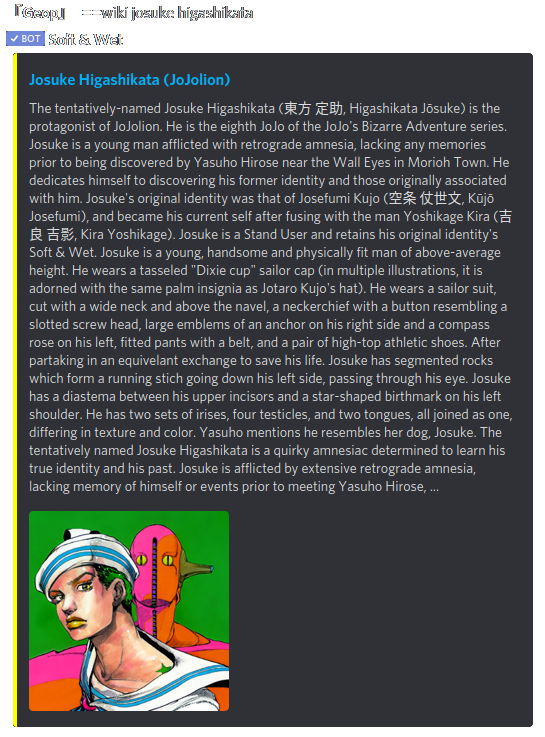 『Geop』 ==wiki josuke higashikata
✓ BOT Soft & Wet
Josuke Higashikata (JoJolion)
The tentatively-named Josuke Higashikata (東方 定助, Higashikata Jōsuke) is the
protagonist of JoJolion. He is the eighth JoJo of the JoJo's Bizarre Adventure series.
Josuke is a young man afflicted with retrograde amnesia, lacking any memories
prior to being discovered by Yasuho Hirose near the Wall Eyes in Morioh Town. He
dedicates himself to discovering his former identity and those originally associated
with him. Josuke's original identity was that of Josefumi Kujo (空条 仗世文, Kūjō
Josefumi), and became his current self after fusing with the man Yoshikage Kira (吉
良 吉影, Kira Yoshikage). Josuke is a Stand User and retains his original identity's
Soft & Wet. Josuke is a young, handsome and physically fit man of above-average
height. He wears a tasseled "Dixie cup" sailor cap (in multiple illustrations, it is
adorned with the same palm insignia as Jotaro Kujo's hat). He wears a sailor suit,
cut with a wide neck and above the navel, a neckerchief with a button resembling a
slotted screw head, large emblems of an anchor on his right side and a compass
rose on his left, fitted pants with a belt, and a pair of high-top athletic shoes. After
partaking in an equivelant exchange to save his life. Josuke has segmented rocks
which form a running stich going down his left side, passing through his eye. Josuke
has a diastema between his upper incisors and a star-shaped birthmark on his left
shoulder. He has two sets of irises, four testicles, and two tongues, all joined as one,
differing in texture and color. Yasuho mentions he resembles her dog, Josuke. The
tentatively named Josuke Higashikata is a quirky amnesiac determined to learn his
true identity and his past. Josuke is afflicted by extensive retrograde amnesia,
lacking memory of himself or events prior to meeting Yasuho Hirose, ...